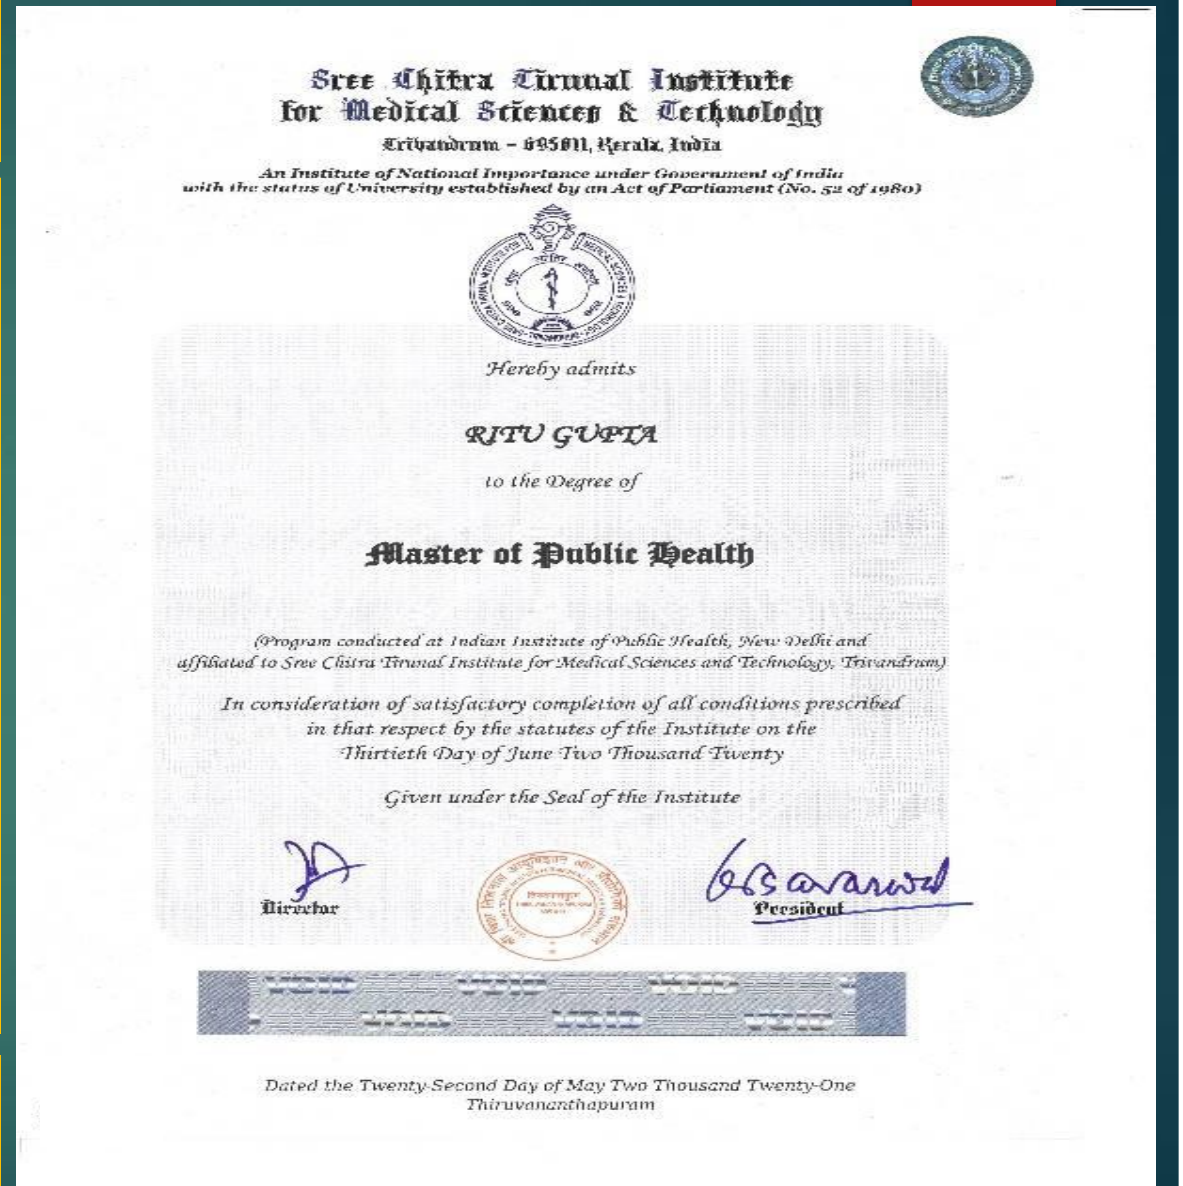 Sree Chitra Tirunal Institute
for Medical Sciences & Technology
Trivandrum – 695011, Kerala, India
An Institute of National Importance under Government of India
with the status of University established by an Act of Parliament (No. 52 of 1980)
Hereby admits
RITU GUPTA
to the Degree of
Master of Public Health
(Program conducted at Indian Institute of Public Health, New Delhi and
affiliated to Sree Chitra Tirunal Institute for Medical Sciences and Technology, Trivandrum)
In consideration of satisfactory completion of all conditions prescribed
in that respect by the statutes of the Institute on the
Thirtieth Day of June Two Thousand Twenty
Given under the Seal of the Institute
Director
President
VOID VOID VOID
VOID VOID VOID
Dated the Twenty-Second Day of May Two Thousand Twenty-One
Thiruvananthapuram